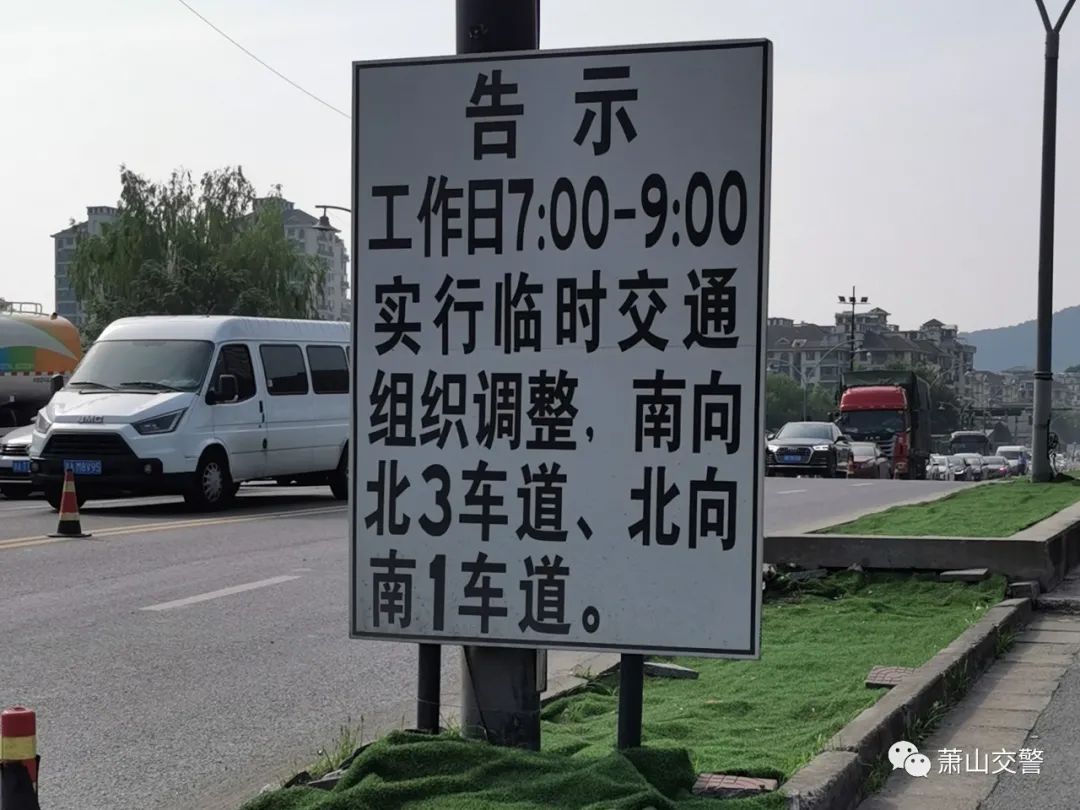 告示
工作日7:00-9:00
实行临时交通
组织调整，南向
北3车道、北向
南1车道。
JMC
萧山交警